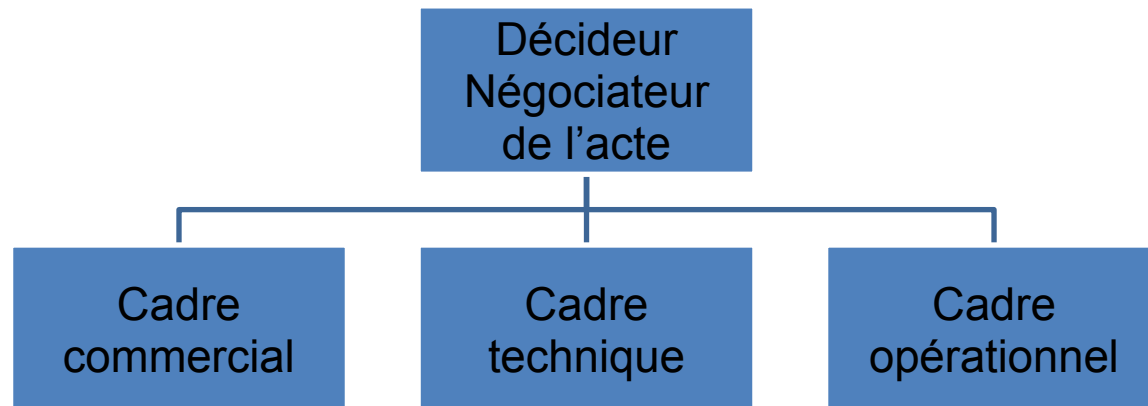 Décideur
Négociateur
de l’acte
Cadre
commercial
Cadre
technique
Cadre
opérationnel